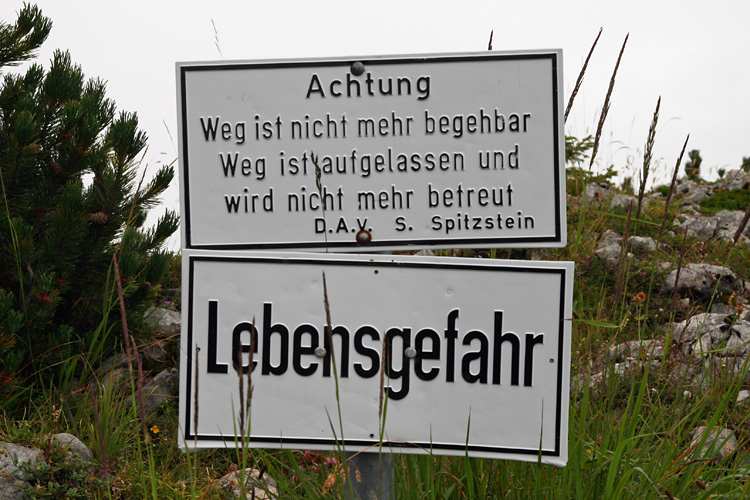 Achtung
Weg ist nicht mehr begehbar
Weg ist aufgelassen und
wird nicht mehr betreut
D.A.V. S. Spitzstein
Lebensgefahr